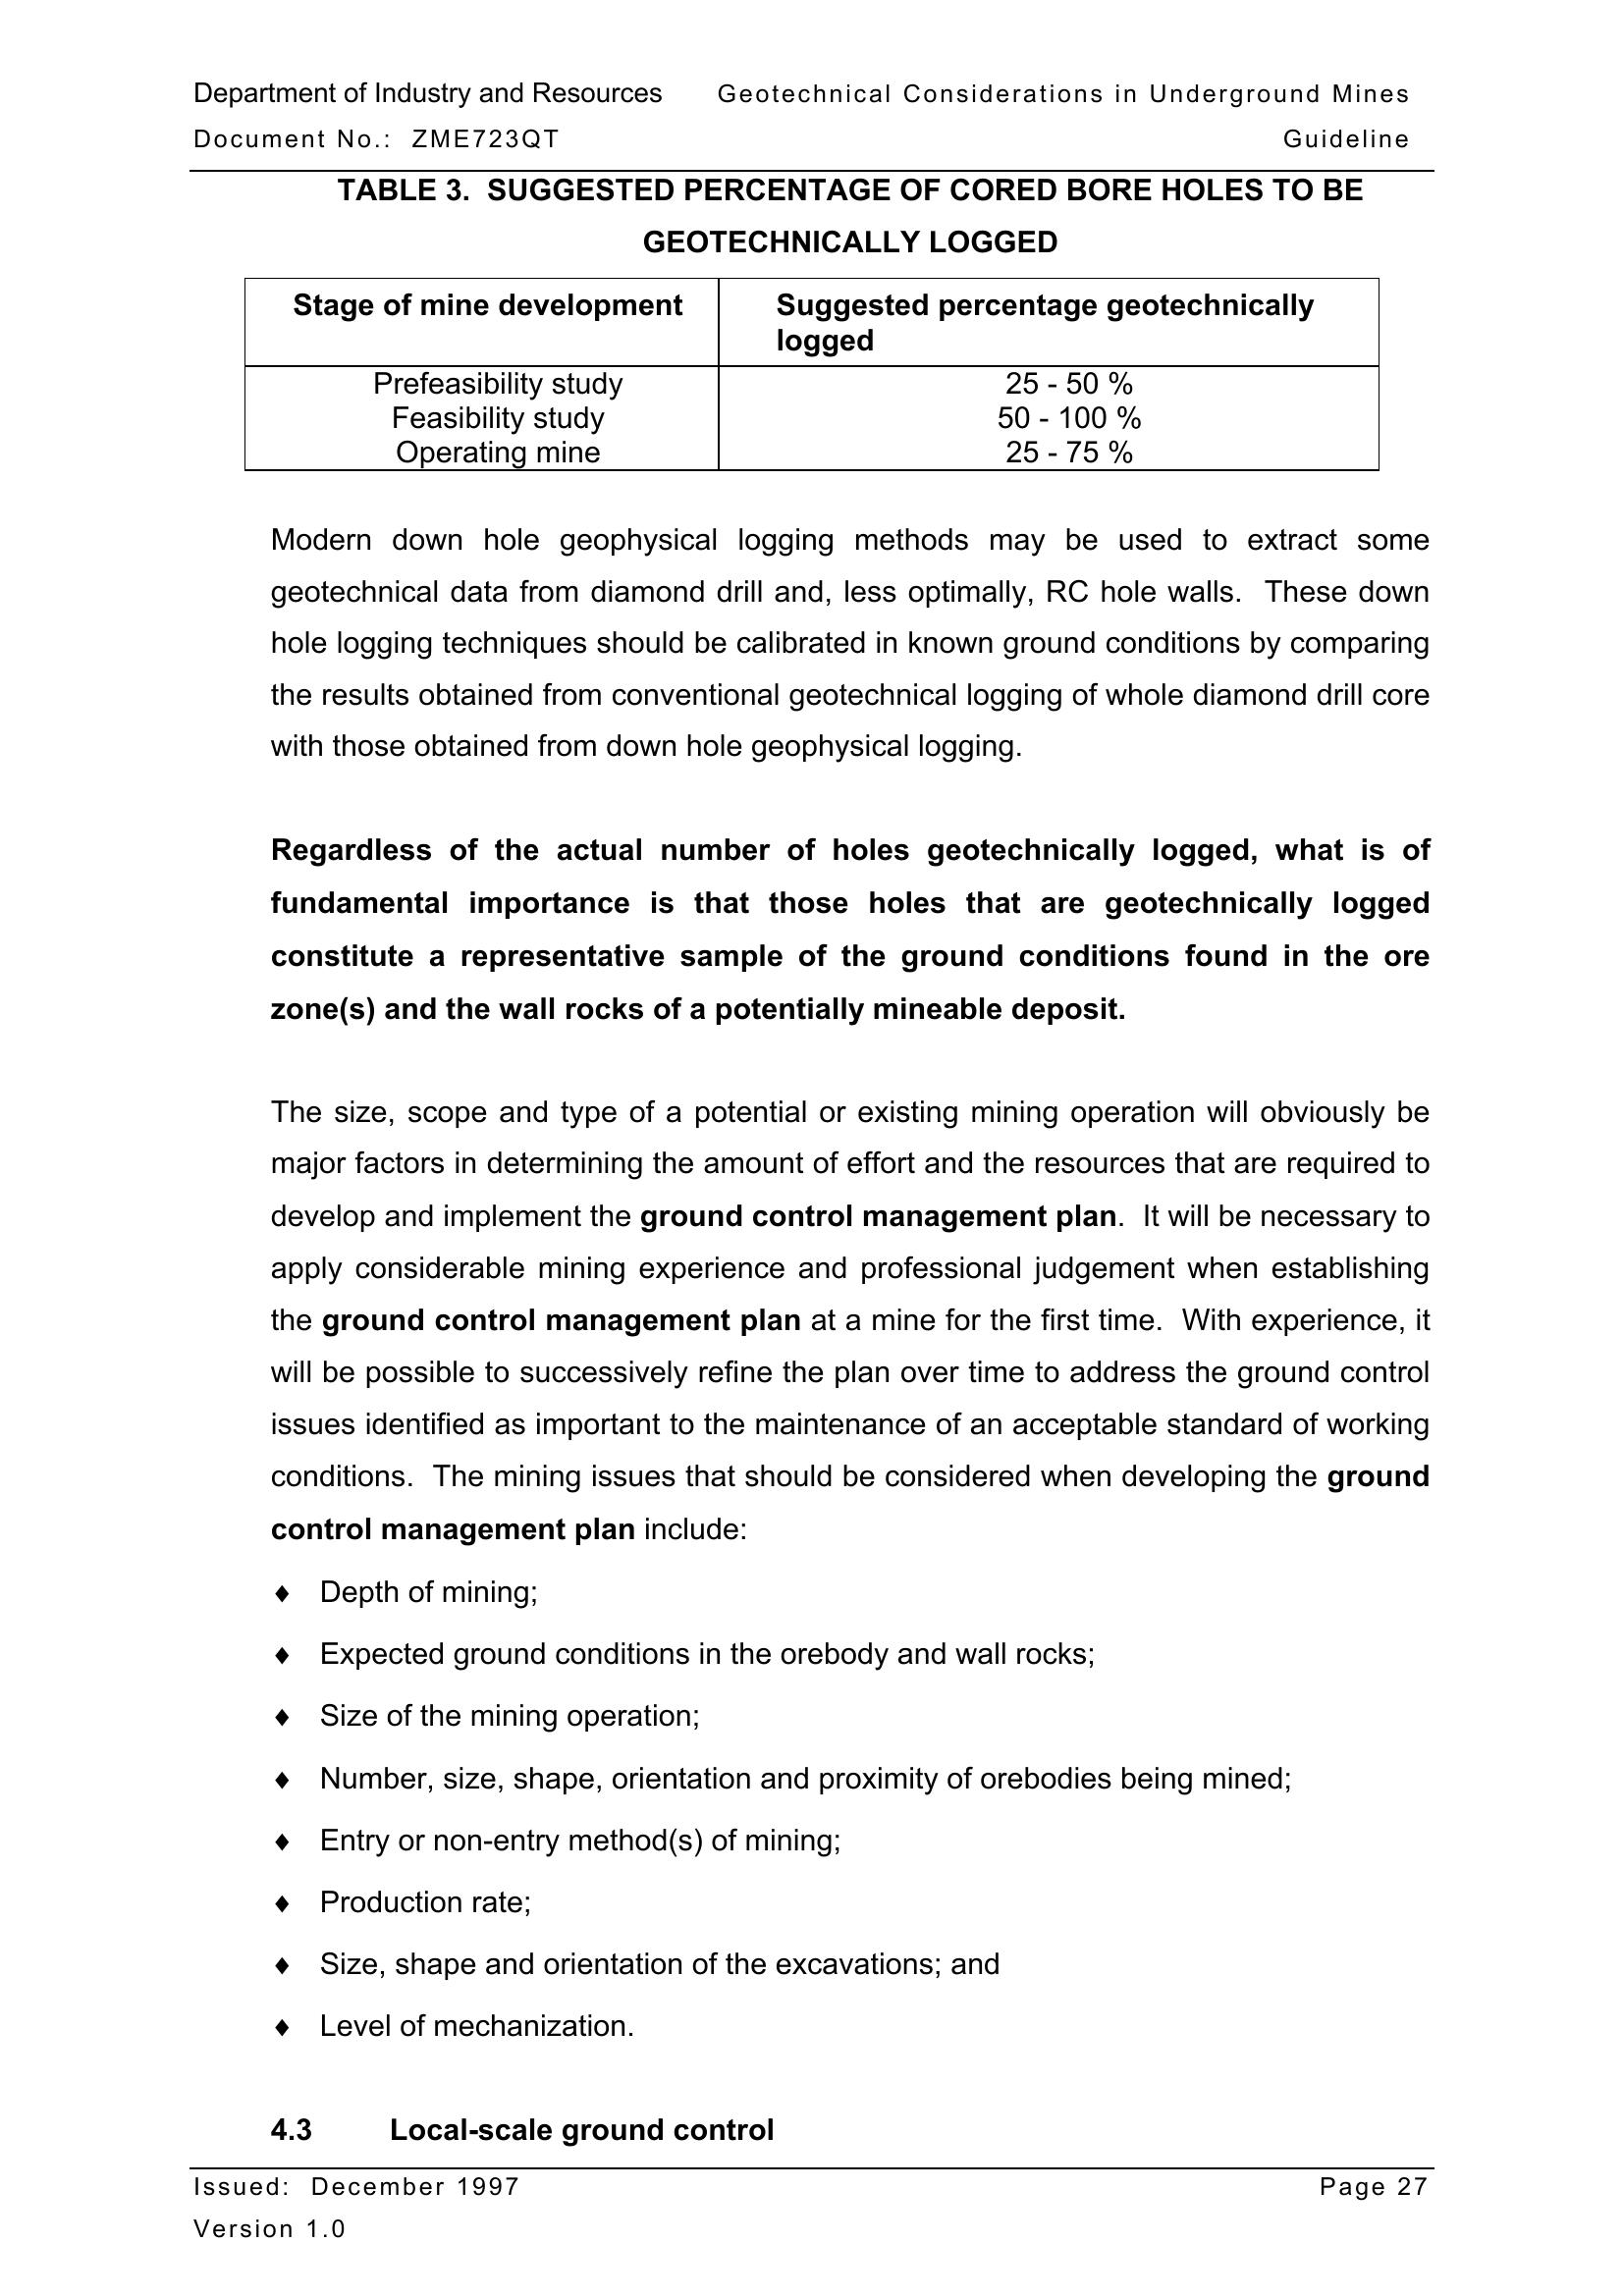 Department of Industry and Resources Geotechnical Considerations in Underground Mines
Document No.: ZME723QT Guideline
TABLE 3. SUGGESTED PERCENTAGE OF CORED BORE HOLES TO BE
GEOTECHNICALLY LOGGED
Stage of mine development Suggested percentage geotechnically
logged
Prefeasibility study 25 - 50 %
Feasibility study 50 - 100 %
Operating mine 25 - 75 %
Modern down hole geophysical logging methods may be used to extract some
geotechnical data from diamond drill and, less optimally, RC hole walls. These down
hole logging techniques should be calibrated in known ground conditions by comparing
the results obtained from conventional geotechnical logging of whole diamond drill core
with those obtained from down hole geophysical logging.
Regardless of the actual number of holes geotechnically logged, what is of
fundamental importance is that those holes that are geotechnically logged
constitute a representative sample of the ground conditions found in the ore
zone(s) and the wall rocks of a potentially mineable deposit.
The size, scope and type of a potential or existing mining operation will obviously be
major factors in determining the amount of effort and the resources that are required to
develop and implement the ground control management plan. It will be necessary to
apply considerable mining experience and professional judgement when establishing
the ground control management plan at a mine for the first time. With experience, it
will be possible to successively refine the plan over time to address the ground control
issues identified as important to the maintenance of an acceptable standard of working
conditions. The mining issues that should be considered when developing the ground
control management plan include:
♦ Depth of mining;
♦ Expected ground conditions in the orebody and wall rocks;
♦ Size of the mining operation;
♦ Number, size, shape, orientation and proximity of orebodies being mined;
♦ Entry or non-entry method(s) of mining;
♦ Production rate;
♦ Size, shape and orientation of the excavations; and
♦ Level of mechanization.
4.3 Local-scale ground control
Issued: December 1997 Page 27
Version 1.0